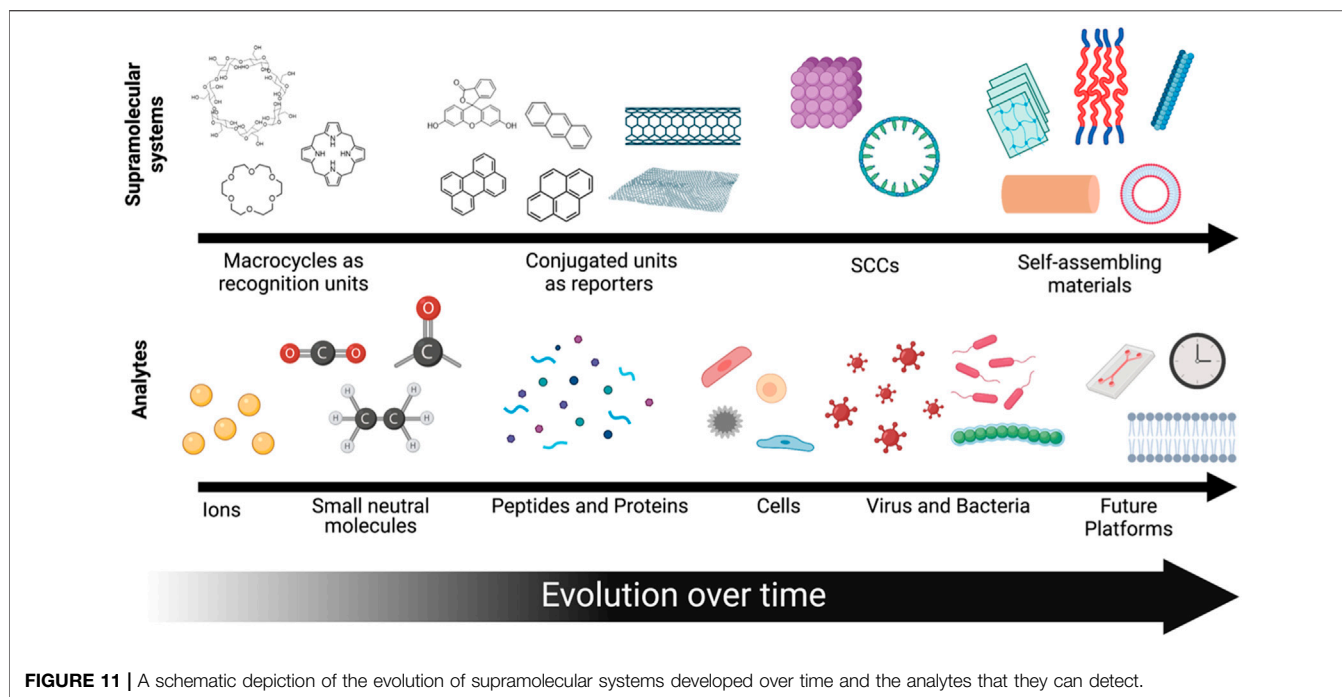 Supramolecular
systems
Macrocycles as
recognition units
Conjugated units
as reporters
SCCs
Self-assembling
materials
Analytes
O C O
O
C
H H
H C C H
H H
Ions
Small neutral
molecules
Peptides and Proteins
Cells
Virus and Bacteria
Future
Platforms
Evolution over time
FIGURE 11 | A schematic depiction of the evolution of supramolecular systems developed over time and the analytes that they can detect.